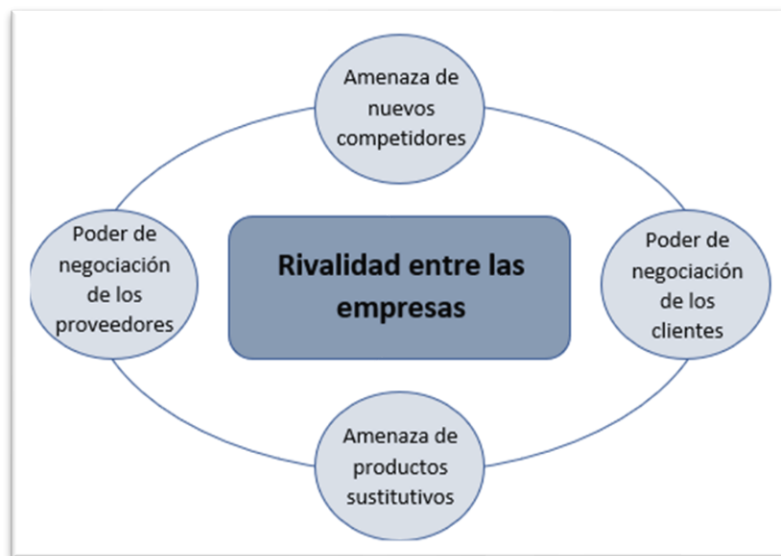 Amenaza de
nuevos
competidores
Poder de
negociación
de los
proveedores
Rivalidad entre las
empresas
Poder de
negociación
de los
clientes
Amenaza de
productos
sustitutivos